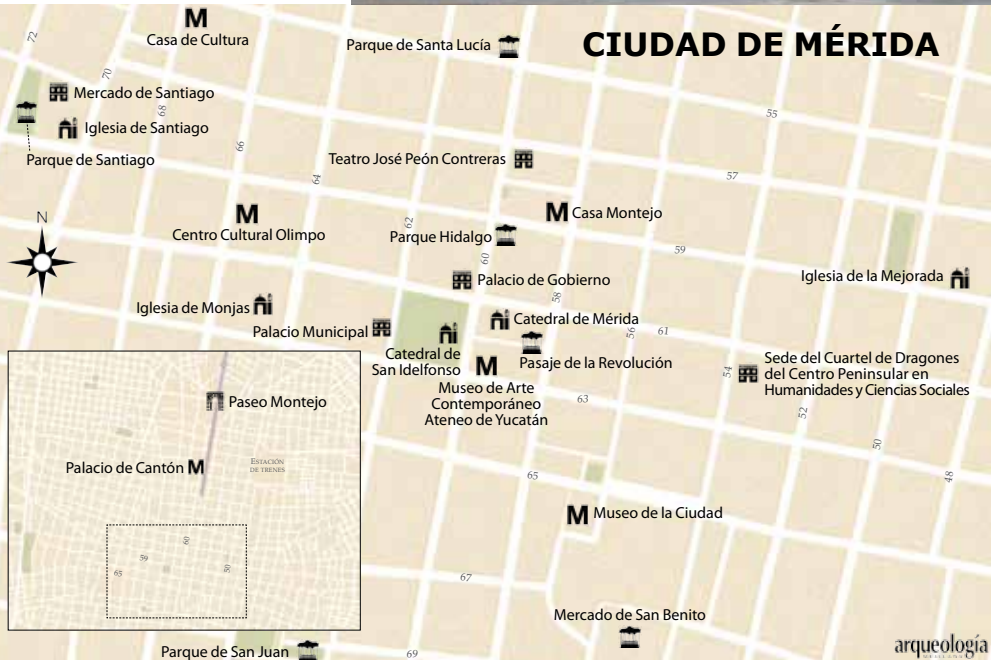 CIUDAD DE MÉRIDA
M
Casa de Cultura
Parque de Santa Lucía
72
70
68
66
64
62
60
58
56
54
52
50
48
55
57
59
61
63
65
67
69
Mercado de Santiago
Iglesia de Santiago
Parque de Santiago
Teatro José Peón Contreras
M
Centro Cultural Olimpo
M Casa Montejo
Parque Hidalgo
N
Palacio de Gobierno
Iglesia de la Mejorada
Iglesia de Monjas
Palacio Municipal
Catedral de Mérida
Catedral de
San Idelfonso
Pasaje de la Revolución
M
Museo de Arte
Contemporáneo
Ateneo de Yucatán
Sede del Cuartel de Dragones
del Centro Peninsular en
Humanidades y Ciencias Sociales
Paseo Montejo
Palacio de Cantón M
ESTACIÓN
DE TRENES
60
59
65
50
M Museo de la Ciudad
Mercado de San Benito
Parque de San Juan
arqueología